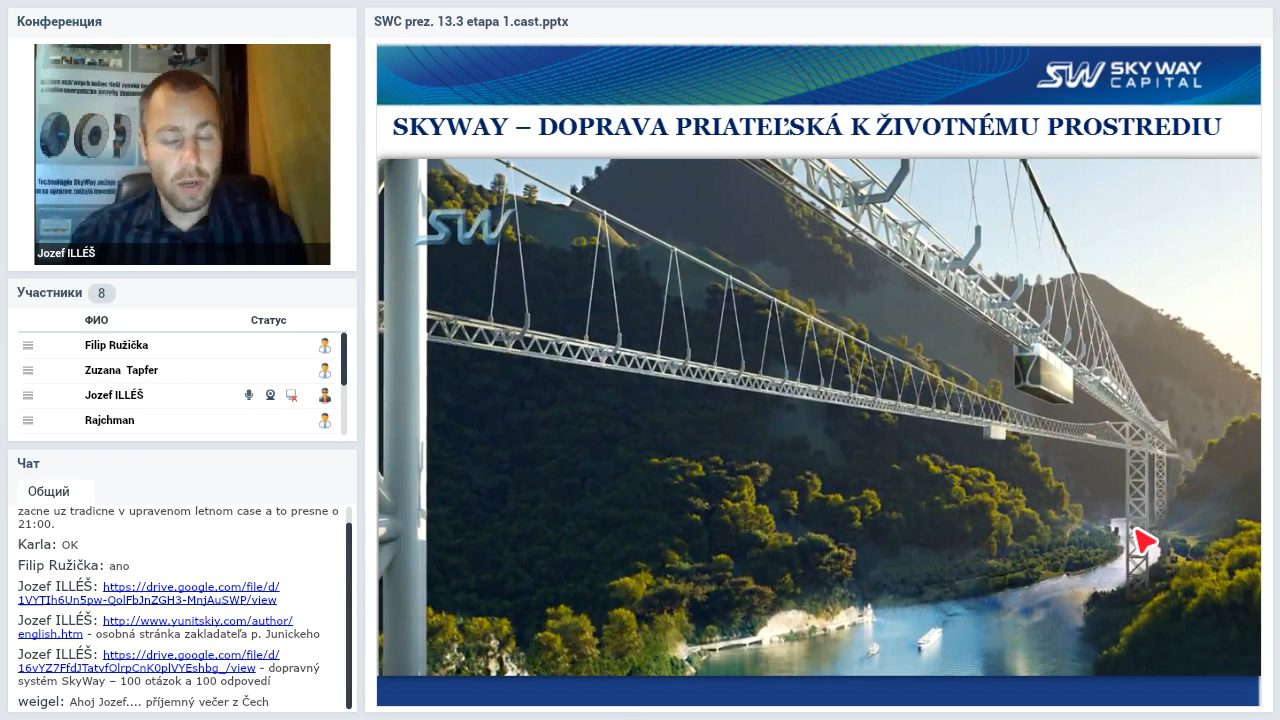 Конференция
Jozef ILLÉŠ
Участники 8
ФИО Статус
Filip Ružička
Zuzana Tapfer
Jozef ILLÉŠ
Rajchman
Чат
Общий
zacne uz tradicne v upravenom letnom case a to presne o
21:00.
Karla: OK
Filip Ružička: ano
Jozef ILLÉŠ: https://drive.google.com/file/d/
1VYTIh6Un5pw-QolFbJnZGH3-MnjAuSWP/view
Jozef ILLÉŠ: http://www.yunitskiy.com/author/
english.htm - osobná stránka zakladateľa p. Junického
Jozef ILLÉŠ: https://drive.google.com/file/d/
16vYZ7FfdJTatvfOlrpCnK0plVYEshbg_/view - dopravný
systém SkyWay – 100 otázok a 100 odpovedí
weigel: Ahoj Jozef.... příjemný večer z Čech
SWC prez. 13.3 etapa 1.cast.pptx
SW SKY WAY
CAPITAL
SKYWAY – DOPRAVA PRIATEĽSKÁ K ŽIVOTNÉMU PROSTREDIU
SW